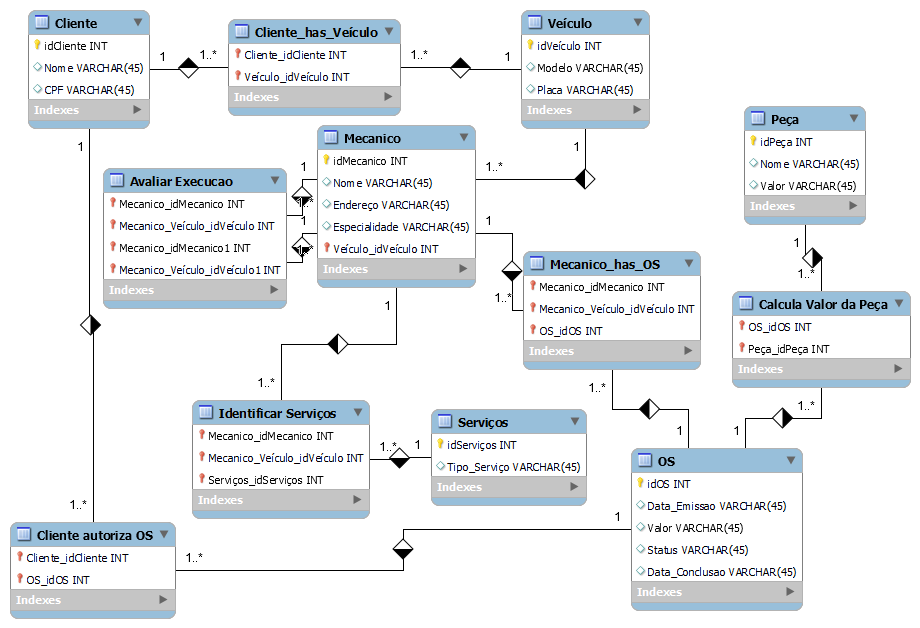 Cliente
idCliente INT
Nome VARCHAR(45)
CPF VARCHAR(45)
Indexes
1
1..*
Cliente_has_Veículo
Cliente_idCliente INT
Veículo_idVeículo INT
Indexes
1..*
1
Veículo
idVeículo INT
Modelo VARCHAR(45)
Placa VARCHAR(45)
Indexes
1
1
1..*
Mecanico
idMecanico INT
Nome VARCHAR(45)
Endereço VARCHAR(45)
Especialidade VARCHAR(45)
Veículo_idVeículo INT
Indexes
Avaliar Execucao
Mecanico_idMecanico INT
Mecanico_Veículo_idVeículo INT
Mecanico_idMecanico1 INT
Mecanico_Veículo_idVeículo1 INT
Indexes
1
1..*
1
1..*
Peça
idPeça INT
Nome VARCHAR(45)
Valor VARCHAR(45)
Indexes
1
1..*
1
1..*
Mecanico_has_OS
Mecanico_idMecanico INT
Mecanico_Veículo_idVeículo INT
OS_idOS INT
Indexes
Calcula Valor da Peça
OS_idOS INT
Peça_idPeça INT
Indexes
1
1..*
1..*
1
1..*
1
Identificar Serviços
Mecanico_idMecanico INT
Mecanico_Veículo_idVeículo INT
Serviços_idServiços INT
Indexes
1..*
1
Serviços
idServiços INT
Tipo_Serviço VARCHAR(45)
Indexes
OS
idOS INT
Data_Emissao VARCHAR(45)
Valor VARCHAR(45)
Status VARCHAR(45)
Data_Conclusao VARCHAR(45)
Indexes
1..*
1
Cliente autoriza OS
Cliente_idCliente INT
OS_idOS INT
Indexes
1..*